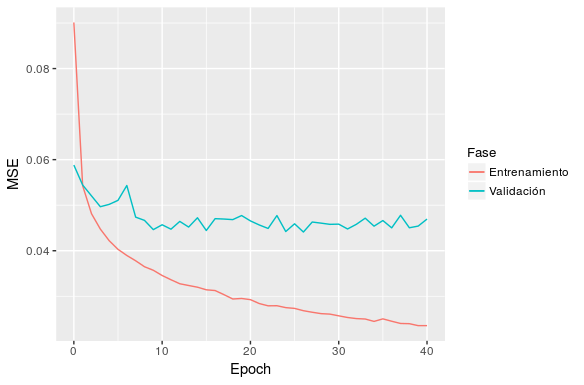 MSE
0.08
0.06
0.04
0 10 20 30 40
Epoch
Fase
Entrenamiento
Validación